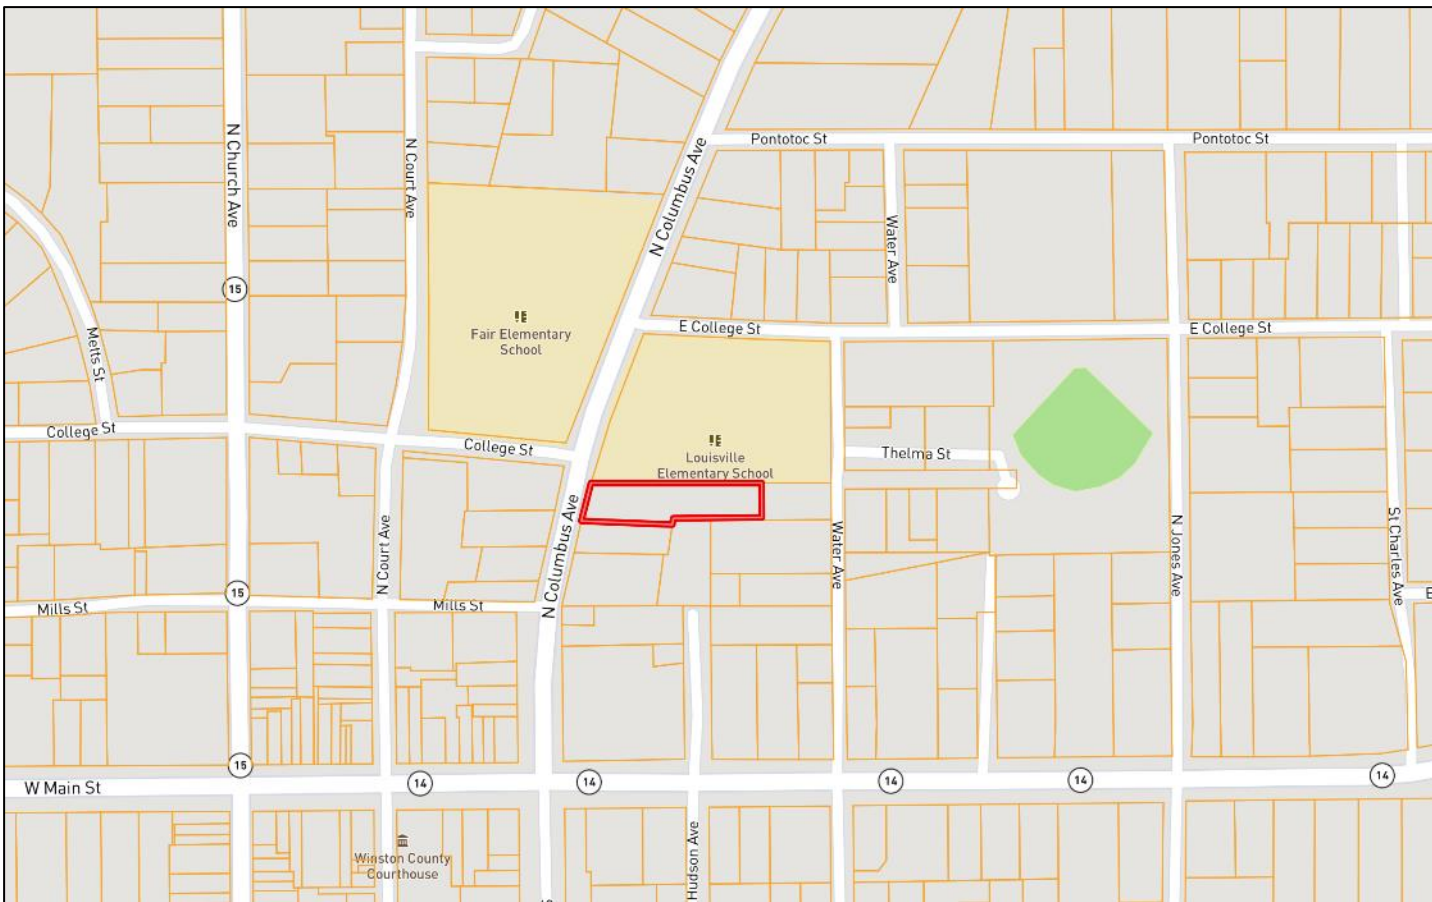 Pontotoc St
Pontotoc St
N Church Ave
N Court Ave
N Columbus Ave
Water Ave
15
Fair Elementary
School
E College St
E College St
Metts St
College St
College St
Louisville
Elementary School
Thelma St
N Columbus Ave
N Court Ave
Water Ave
N Jones Ave
St Charles Ave
15
Mills St
Mills St
E
15
W Main St
14
14
14
14
14
Hudson Ave
Winston County
Courthouse